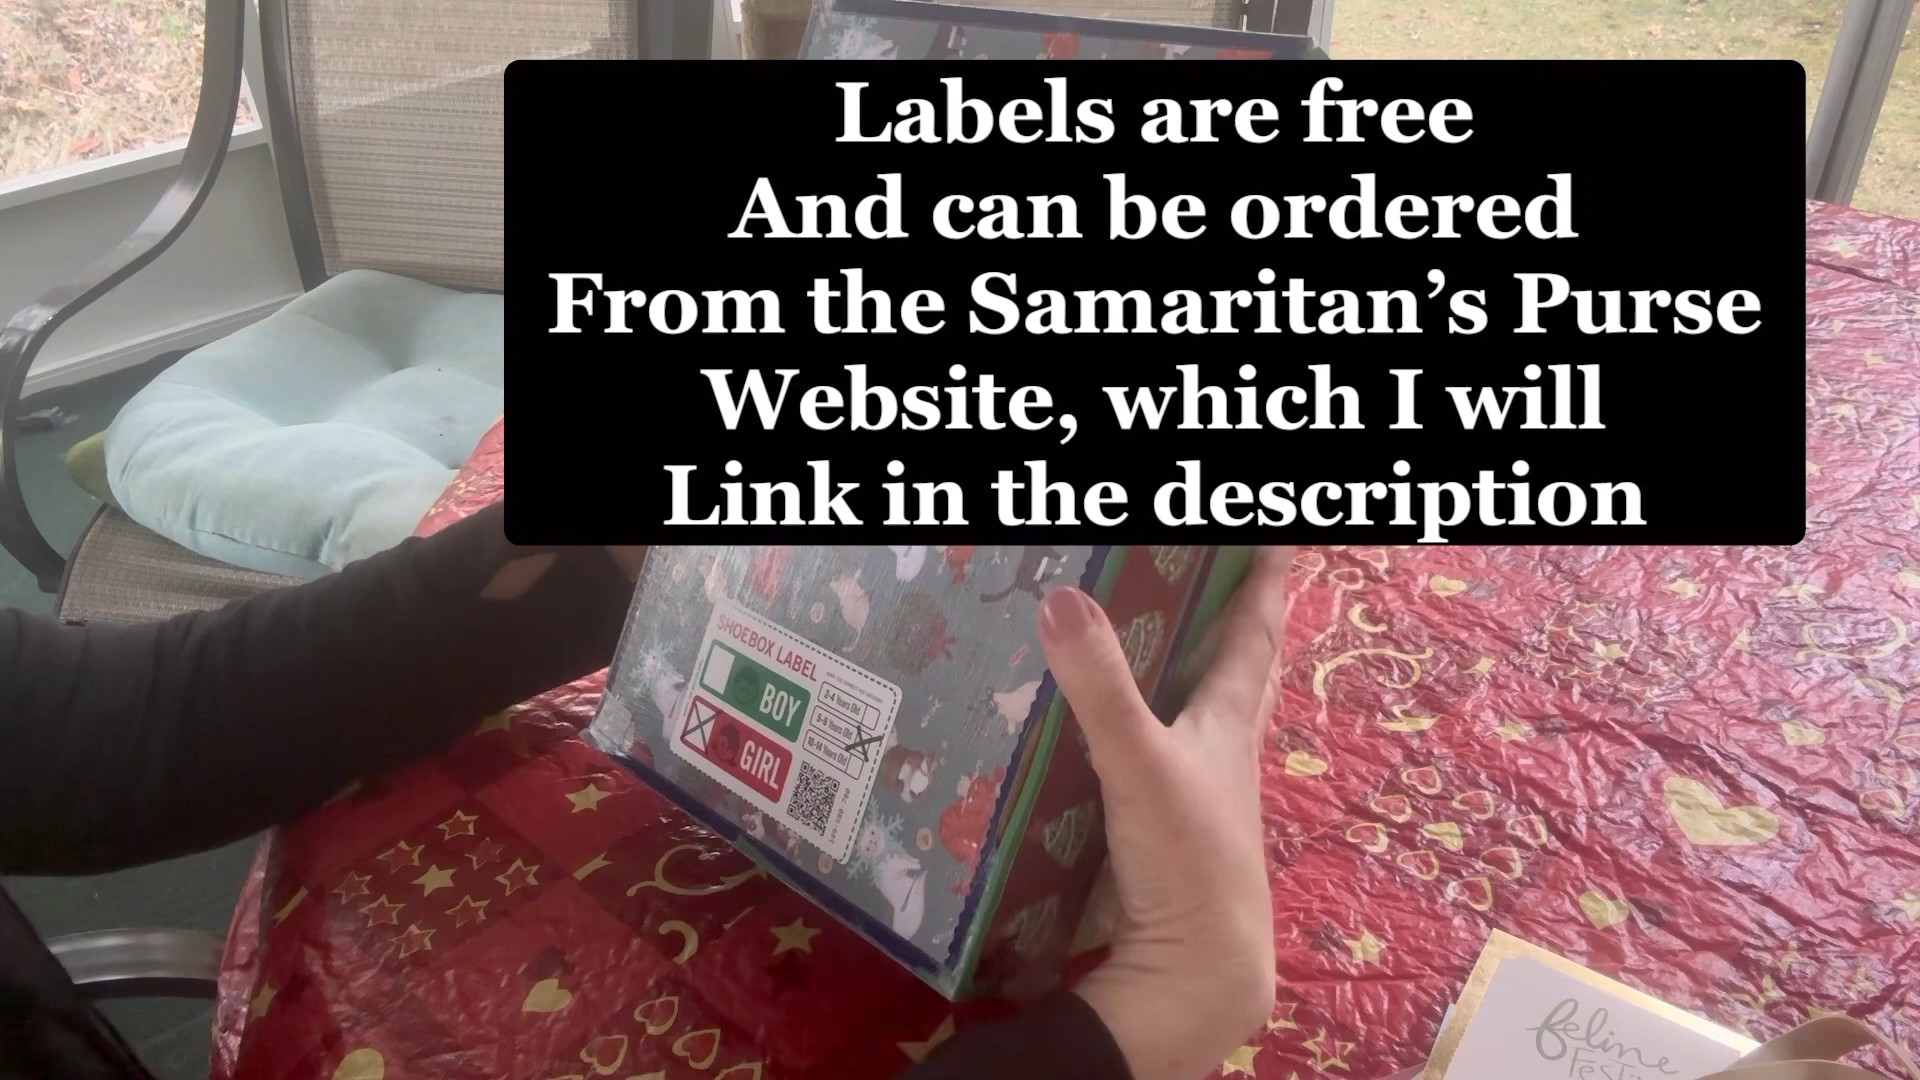 Labels are free
And can be ordered
From the Samaritan's Purse
Website, which I will
Link in the description
SHOEBOX LABEL
BOY
GIRL
2-4 Years Old
5-9 Years Old
10-14 Years Old
feline